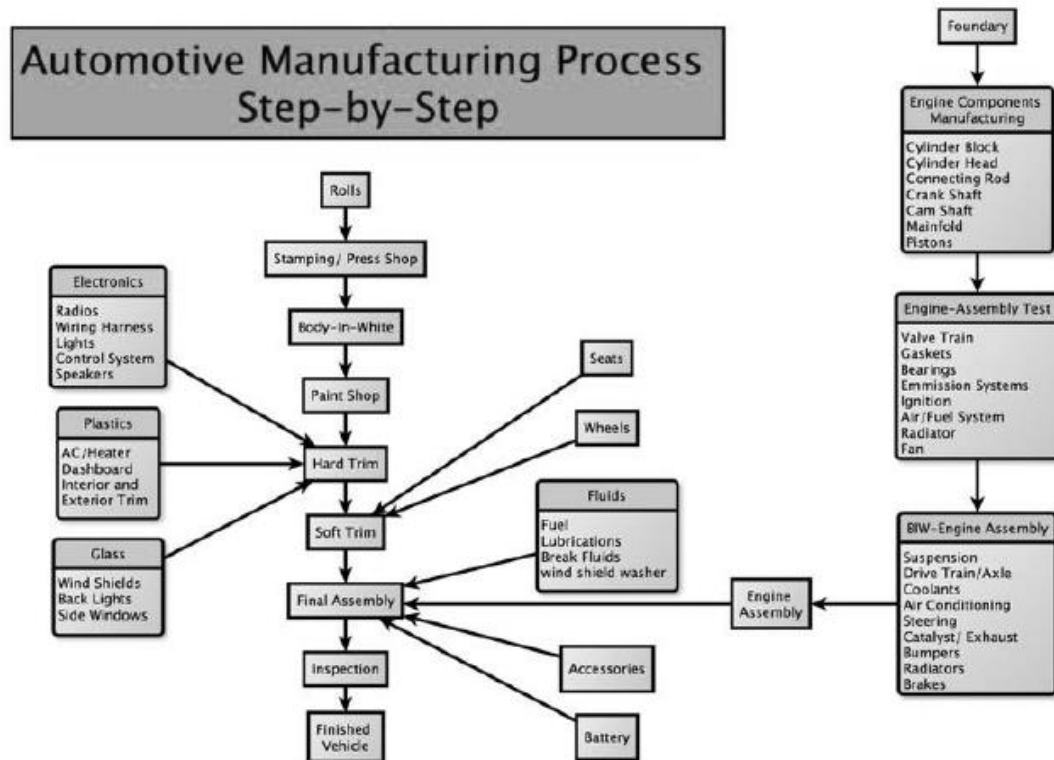 Automotive Manufacturing Process
Step-by-Step
Rolls
Stamping/ Press Shop
Body-In-White
Paint Shop
Hard Trim
Soft Trim
Final Assembly
Inspection
Finished
Vehicle
Electronics
Radios
Wiring Harness
Lights
Control System
Speakers
Plastics
AC/Heater
Dashboard
Interior and
Exterior Trim
Glass
Wind Shields
Back Lights
Side Windows
Seats
Wheels
Fluids
Fuel
Lubrications
Break Fluids
wind shield washer
Accessories
Battery
Engine
Assembly
Foundary
Engine Components
Manufacturing
Cylinder Block
Cylinder Head
Connecting Rod
Crank Shaft
Cam Shaft
Mainfold
Pistons
Engine-Assembly Test
Valve Train
Gaskets
Bearings
Emmission Systems
Ignition
Air/Fuel System
Radiator
Fan
BIW-Engine Assembly
Suspension
Drive Train/Axle
Coolants
Air Conditioning
Steering
Catalyst/ Exhaust
Bumpers
Radiators
Brakes